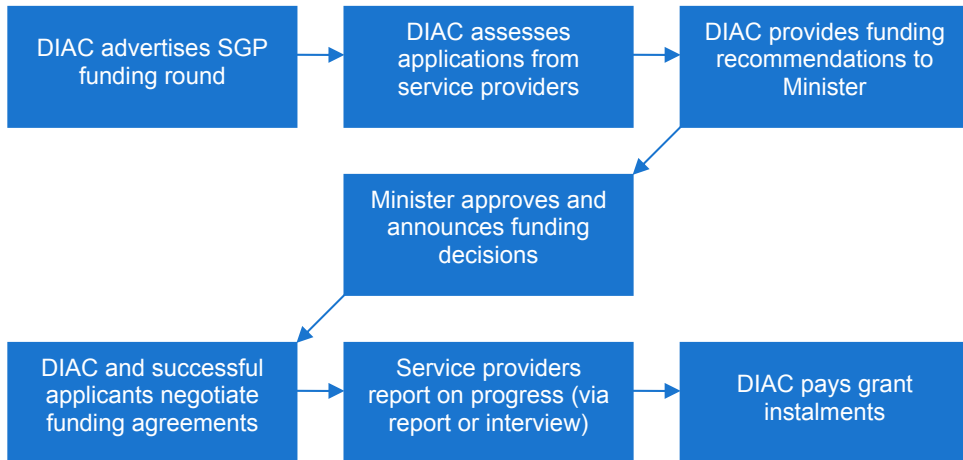 DIAC advertises SGP
funding round
DIAC assesses
applications from
service providers
DIAC provides funding
recommendations to
Minister
Minister approves and
announces funding
decisions
DIAC and successful
applicants negotiate
funding agreements
Service providers
report on progress (via
report or interview)
DIAC pays grant
instalments